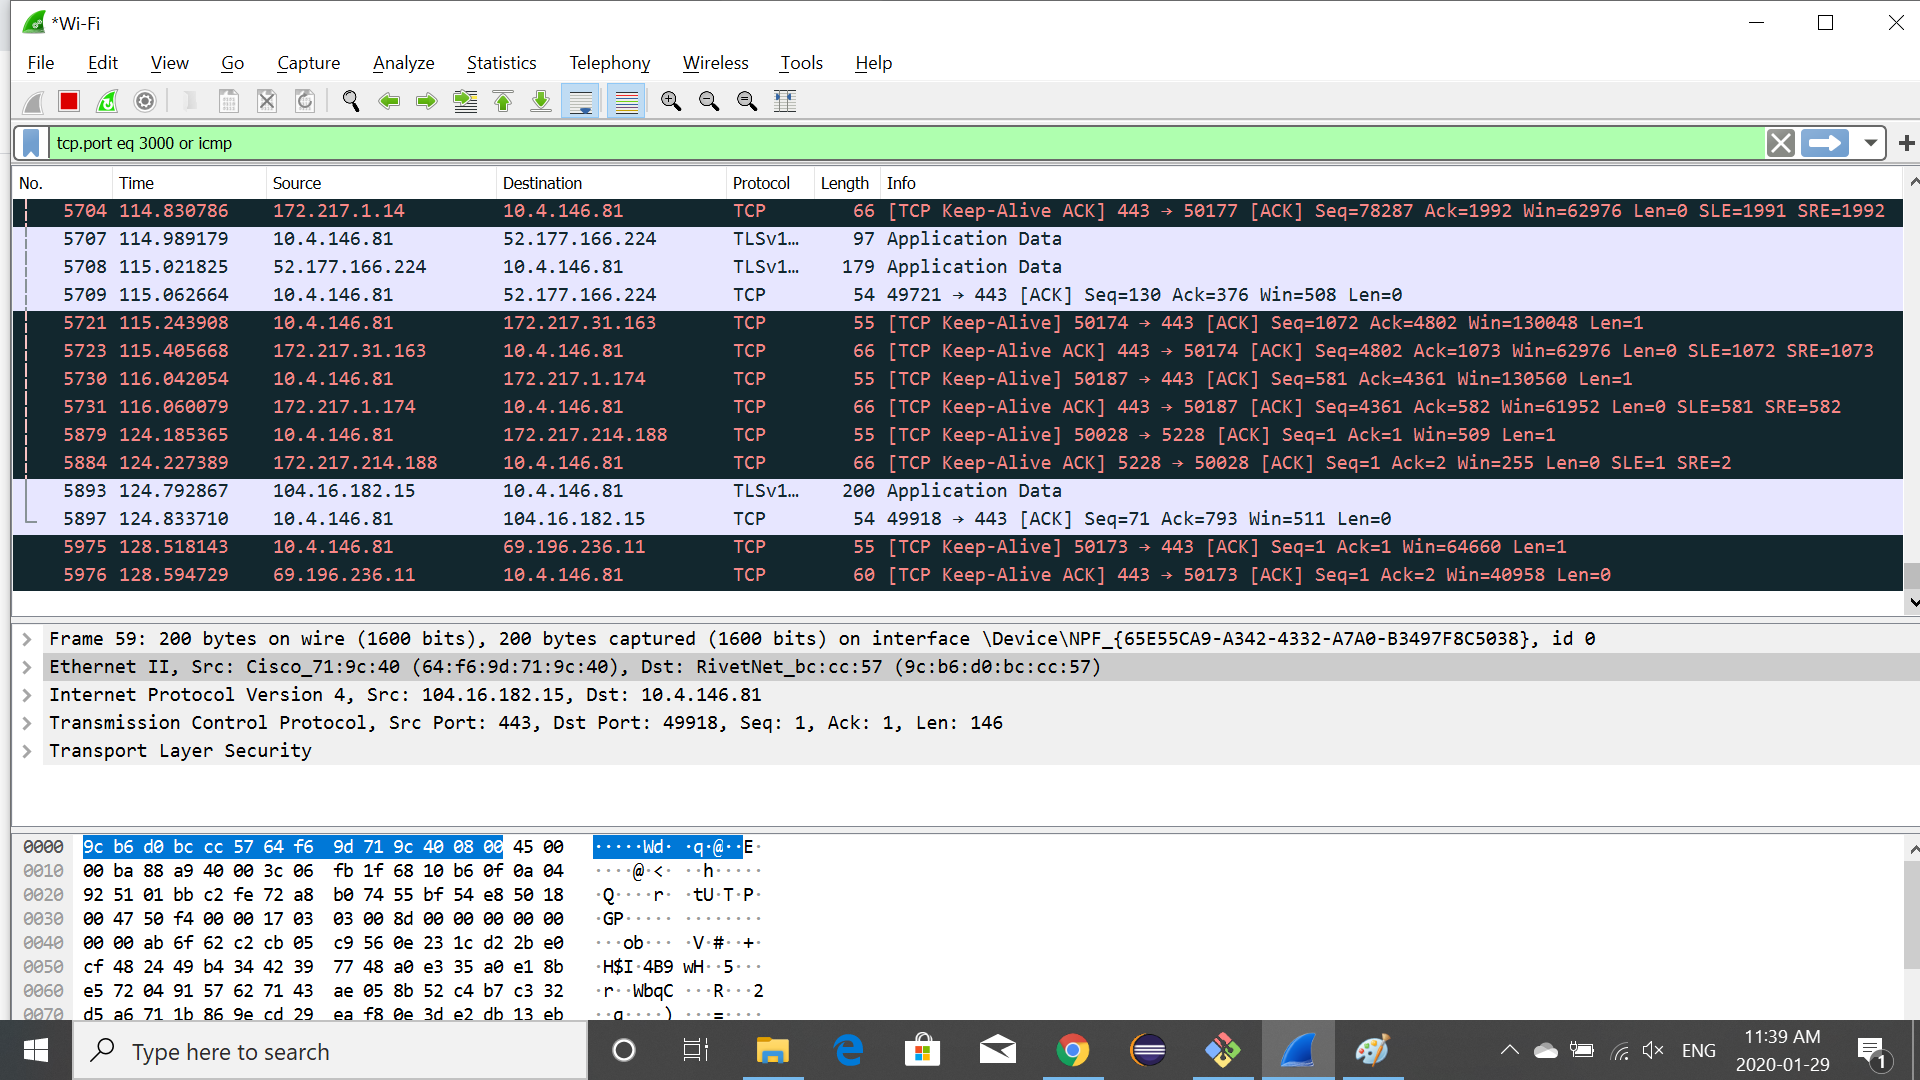 *Wi-Fi
File Edit View Go Capture Analyze Statistics Telephony Wireless Tools Help
tcp.port eq 3000 or icmp
No. Time Source Destination Protocol Length Info
5704 114.830786 172.217.1.14 10.4.146.81 TCP 66 [TCP Keep-Alive ACK] 443 → 50177 [ACK] Seq=78287 Ack=1992 Win=62976 Len=0 SLE=1991 SRE=1992
5707 114.989179 10.4.146.81 52.177.166.224 TLSv1… 97 Application Data
5708 115.021825 52.177.166.224 10.4.146.81 TLSv1… 179 Application Data
5709 115.062664 10.4.146.81 52.177.166.224 TCP 54 49721 → 443 [ACK] Seq=130 Ack=376 Win=508 Len=0
5721 115.243908 10.4.146.81 172.217.31.163 TCP 55 [TCP Keep-Alive] 50174 → 443 [ACK] Seq=1072 Ack=4802 Win=130048 Len=1
5723 115.405668 172.217.31.163 10.4.146.81 TCP 66 [TCP Keep-Alive ACK] 443 → 50174 [ACK] Seq=4802 Ack=1073 Win=62976 Len=0 SLE=1072 SRE=1073
5730 116.042054 10.4.146.81 172.217.1.174 TCP 55 [TCP Keep-Alive] 50187 → 443 [ACK] Seq=581 Ack=4361 Win=130560 Len=1
5731 116.060079 172.217.1.174 10.4.146.81 TCP 66 [TCP Keep-Alive ACK] 443 → 50187 [ACK] Seq=4361 Ack=582 Win=61952 Len=0 SLE=581 SRE=582
5879 124.185365 10.4.146.81 172.217.214.188 TCP 55 [TCP Keep-Alive] 50028 → 5228 [ACK] Seq=1 Ack=1 Win=509 Len=1
5884 124.227389 172.217.214.188 10.4.146.81 TCP 66 [TCP Keep-Alive ACK] 5228 → 50028 [ACK] Seq=1 Ack=2 Win=255 Len=0 SLE=1 SRE=2
5893 124.792867 104.16.182.15 10.4.146.81 TLSv1… 200 Application Data
5897 124.833710 10.4.146.81 104.16.182.15 TCP 54 49918 → 443 [ACK] Seq=71 Ack=793 Win=511 Len=0
5975 128.518143 10.4.146.81 69.196.236.11 TCP 55 [TCP Keep-Alive] 50173 → 443 [ACK] Seq=1 Ack=1 Win=64660 Len=1
5976 128.594729 69.196.236.11 10.4.146.81 TCP 60 [TCP Keep-Alive ACK] 443 → 50173 [ACK] Seq=1 Ack=2 Win=40958 Len=0
Frame 59: 200 bytes on wire (1600 bits), 200 bytes captured (1600 bits) on interface \Device\NPF_{65E55CA9-A342-4332-A7A0-B3497F8C5038}, id 0
Ethernet II, Src: Cisco_71:9c:40 (64:f6:9d:71:9c:40), Dst: RivetNet_bc:cc:57 (9c:b6:d0:bc:cc:57)
Internet Protocol Version 4, Src: 104.16.182.15, Dst: 10.4.146.81
Transmission Control Protocol, Src Port: 443, Dst Port: 49918, Seq: 1, Ack: 1, Len: 146
Transport Layer Security
0000 9c b6 d0 bc cc 57 64 f6 9d 71 9c 40 08 00 45 00 ·····Wd· ·q·@··E·
0010 00 ba 88 a9 40 00 3c 06 fb 1f 68 10 b6 0f 0a 04 ····@·<· ··h·····
0020 92 51 01 bb c2 fe 72 a8 b0 74 55 bf 54 e8 50 18 ·Q····r· ·tU·T·P·
0030 00 47 50 f4 00 00 17 03 03 00 8d 00 00 00 00 00 ·GP····· ········
0040 00 00 ab 6f 62 c2 cb 05 c9 56 0e 23 1c d2 2b e0 ···ob··· ·V·#··+·
0050 cf 48 24 49 b4 34 42 39 77 48 a0 e3 35 a0 e1 8b ·H$I·4B9 wH··5···
0060 e5 72 04 91 57 62 71 43 ae 05 8b 52 c4 b7 c3 32 ·r··WbqC ···R···2
0070 d5 a6 71 1b 86 9e cd 29 ea f8 0e 3d e2 db 13 eb ··q····) ···=····
Type here to search
ENG
11:39 AM
2020-01-29
1